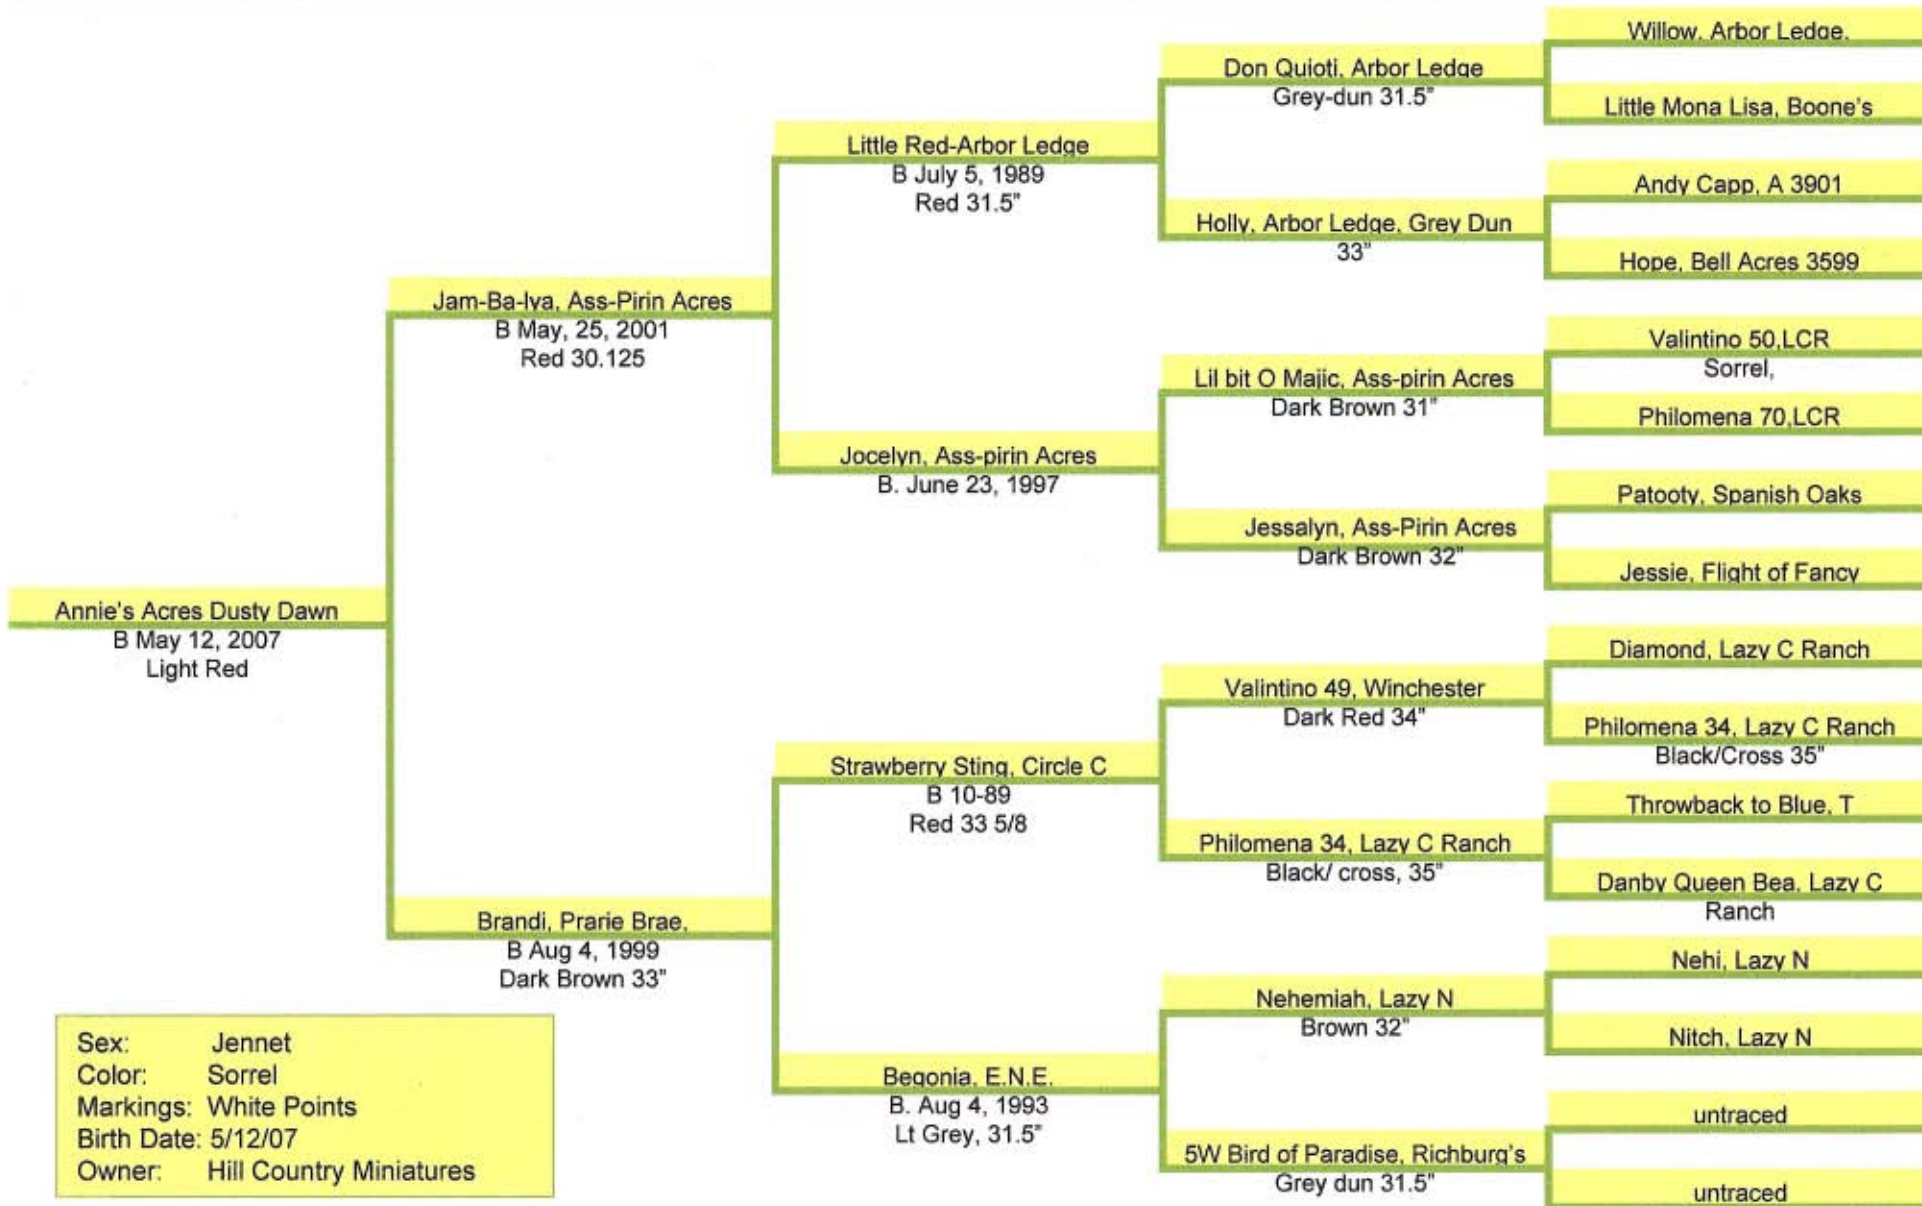 Annie's Acres Dusty Dawn
B May 12, 2007
Light Red
Jam-Ba-lya, Ass-Pirin Acres
B May, 25, 2001
Red 30.125
Brandi, Prarie Brae,
B Aug 4, 1999
Dark Brown 33"
Little Red-Arbor Ledge
B July 5, 1989
Red 31.5"
Jocelyn, Ass-pirin Acres
B. June 23, 1997
Strawberry Sting, Circle C
B 10-89
Red 33 5/8
Begonia, E.N.E.
B. Aug 4, 1993
Lt Grey, 31.5"
Don Quioti, Arbor Ledge
Grey-dun 31.5"
Holly, Arbor Ledge, Grey Dun
33"
Lil bit O Majic, Ass-pirin Acres
Dark Brown 31"
Jessalyn, Ass-Pirin Acres
Dark Brown 32"
Valintino 49, Winchester
Dark Red 34"
Philomena 34, Lazy C Ranch
Black/ cross, 35"
Nehemiah, Lazy N
Brown 32"
5W Bird of Paradise, Richburg's
Grey dun 31.5"
Willow, Arbor Ledge,
Little Mona Lisa, Boone's
Andy Capp, A 3901
Hope, Bell Acres 3599
Valintino 50,LCR
Sorrel,
Philomena 70,LCR
Patooty, Spanish Oaks
Jessie, Flight of Fancy
Diamond, Lazy C Ranch
Philomena 34, Lazy C Ranch
Black/Cross 35"
Throwback to Blue, T
Danby Queen Bea, Lazy C
Ranch
Nehi, Lazy N
Nitch, Lazy N
untraced
untraced
Sex: Jennet
Color: Sorrel
Markings: White Points
Birth Date: 5/12/07
Owner: Hill Country Miniatures